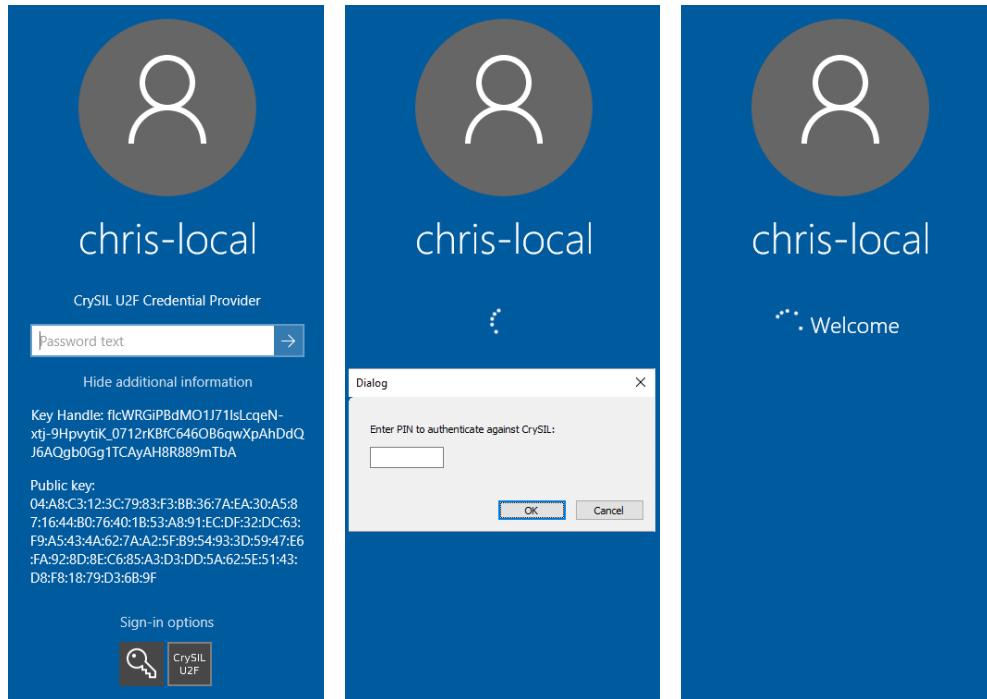 chris-local
CrySIL U2F Credential Provider
Password text
Hide additional information
Key Handle: flcWRGiPBdMO1J71lsLcqeN-
xtj-9HpvytiK_0712rKBfC646OB6qwXpAhDdQ
J6AQgb0Gg1TCAyAH8R889mTbA
Public key:
04:A8:C3:12:3C:79:83:F3:BB:36:7A:EA:30:A5:8
7:16:44:B0:76:40:1B:53:A8:91:EC:DF:32:DC:63:
F9:A5:43:4A:62:7A:A2:5F:B9:54:93:3D:59:47:E6
:FA:92:8D:8E:C6:85:A3:D3:DD:5A:62:5E:51:43:
D8:F8:18:79:D3:6B:9F
Sign-in options
CrySIL
U2F
chris-local
Dialog
Enter PIN to authenticate against CrySIL:
OK
Cancel
chris-local
Welcome